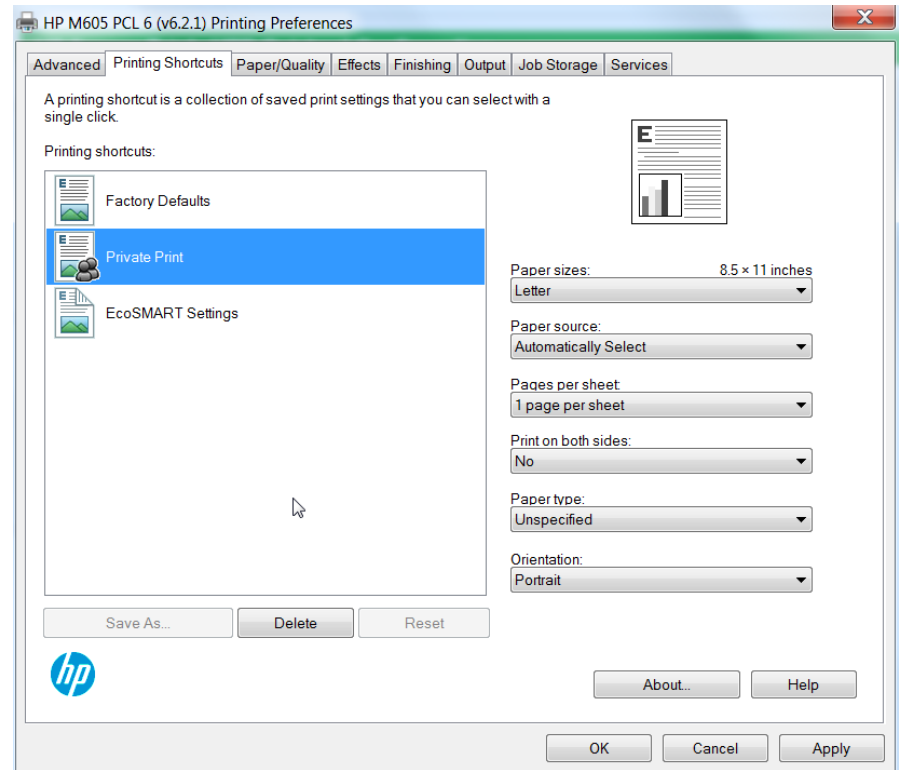 HP M605 PCL 6 (v6.2.1) Printing Preferences
X
Advanced Printing Shortcuts Paper/Quality Effects Finishing Output Job Storage Services
A printing shortcut is a collection of saved print settings that you can select with a
single click.
Printing shortcuts:
E
Factory Defaults
E
Private Print
E
EcoSMART Settings
E
Paper sizes: 8.5 × 11 inches
Letter
Paper source:
Automatically Select
Pages per sheet:
1 page per sheet
Print on both sides:
No
Paper type:
Unspecified
Orientation:
Portrait
Save As... Delete Reset
hp
About... Help
OK Cancel Apply